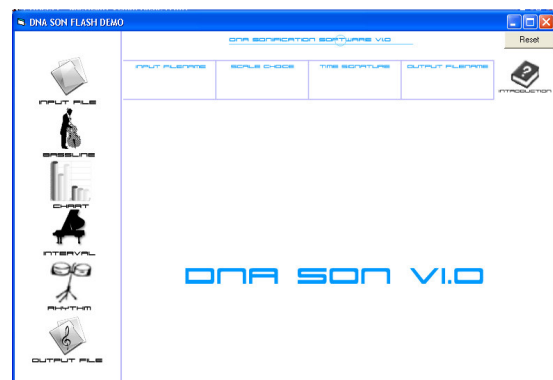 DNA SON FLASH DEMO
Reset
DNA SONIFICATION SOFTWARE V1.0
INPUT FILENAME
SCALE CHOICE
TIME SIGNATURE
OUTPUT FILENAME
INTRODUCTION
INPUT FILE
BASSLINE
CHART
INTERVAL
RHYTHM
OUTPUT FILE
DNA SON V1.0